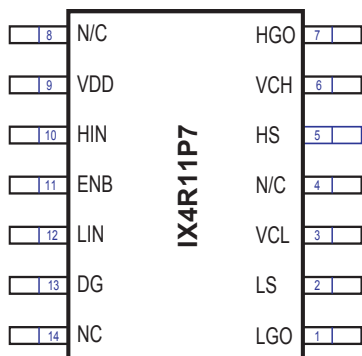 8 N/C HGO 7
9 VDD VCH 6
10 HIN HS 5
11 ENB N/C 4
12 LIN VCL 3
13 DG LS 2
14 NC LGO 1
IX4R11P7